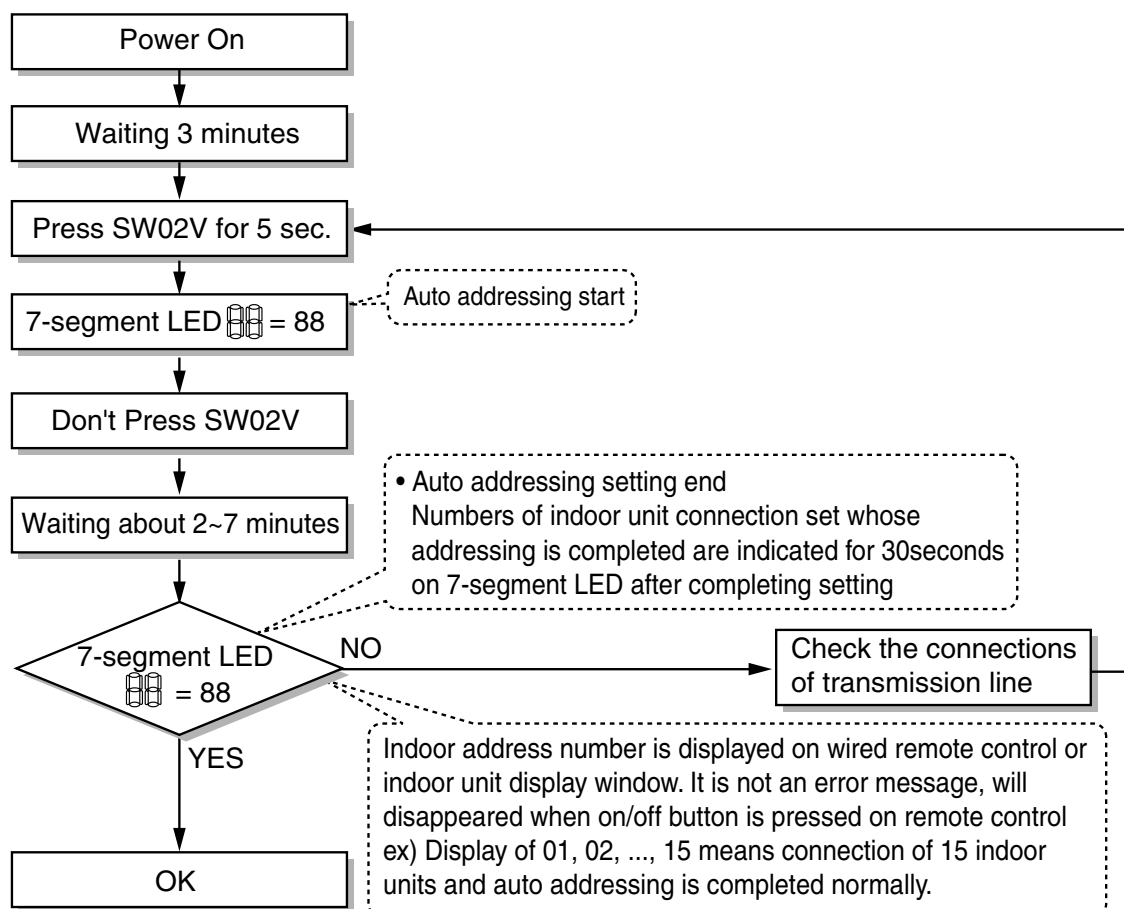 Power On
Waiting 3 minutes
Press SW02V for 5 sec.
7-segment LED 88 = 88
Auto addressing start
Don't Press SW02V
Waiting about 2~7 minutes
• Auto addressing setting end
Numbers of indoor unit connection set whose
addressing is completed are indicated for 30seconds
on 7-segment LED after completing setting
7-segment LED
88 = 88
NO
Check the connections
of transmission line
YES
Indoor address number is displayed on wired remote control or
indoor unit display window. It is not an error message, will
disappeared when on/off button is pressed on remote control
ex) Display of 01, 02, ..., 15 means connection of 15 indoor
units and auto addressing is completed normally.
OK